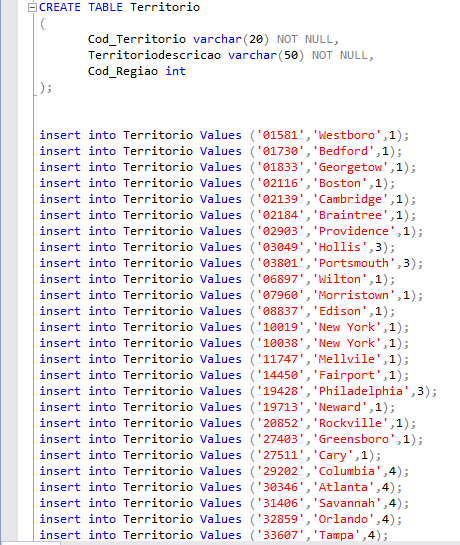 CREATE TABLE Territorio
(
Cod_Territorio varchar(20) NOT NULL,
Territoriodescricao varchar(50) NOT NULL,
Cod_Regiao int
);
insert into Territorio Values ('01581','Westboro',1);
insert into Territorio Values ('01730','Bedford',1);
insert into Territorio Values ('01833','Georgetow',1);
insert into Territorio Values ('02116','Boston',1);
insert into Territorio Values ('02139','Cambridge',1);
insert into Territorio Values ('02184','Braintree',1);
insert into Territorio Values ('02903','Providence',1);
insert into Territorio Values ('03049','Hollis',3);
insert into Territorio Values ('03801','Portsmouth',3);
insert into Territorio Values ('06897','Wilton',1);
insert into Territorio Values ('07960','Morristown',1);
insert into Territorio Values ('08837','Edison',1);
insert into Territorio Values ('10019','New York',1);
insert into Territorio Values ('10038','New York',1);
insert into Territorio Values ('11747','Mellvile',1);
insert into Territorio Values ('14450','Fairport',1);
insert into Territorio Values ('19428','Philadelphia',3);
insert into Territorio Values ('19713','Neward',1);
insert into Territorio Values ('20852','Rockville',1);
insert into Territorio Values ('27403','Greensboro',1);
insert into Territorio Values ('27511','Cary',1);
insert into Territorio Values ('29202','Columbia',4);
insert into Territorio Values ('30346','Atlanta',4);
insert into Territorio Values ('31406','Savannah',4);
insert into Territorio Values ('32859','Orlando',4);
insert into Territorio Values ('33607','Tampa',4);